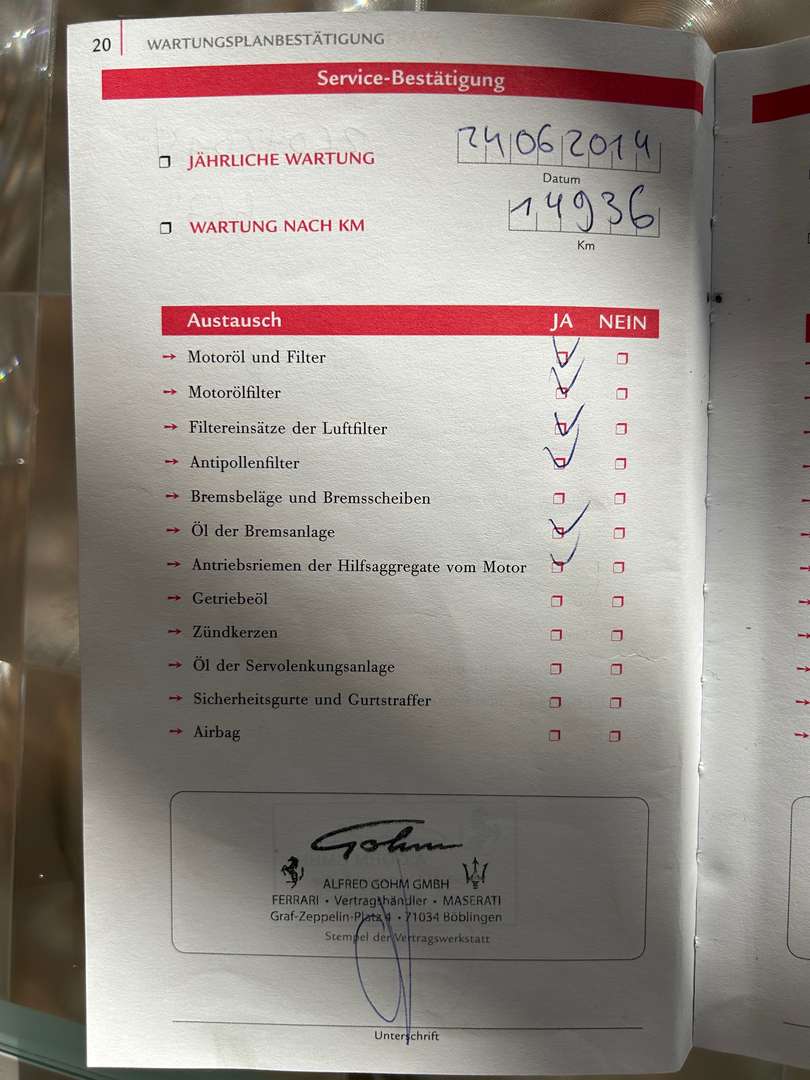 20 WARTUNGSPLANBESTÄTIGUNG
Service-Bestätigung
JÄHRLICHE WARTUNG 24062014
Datum
WARTUNG NACH KM 14936
Km
Austausch JA NEIN
→ Motoröl und Filter
→ Motorölfilter
→ Filtereinsätze der Luftfilter
→ Antipollenfilter
→ Bremsbeläge und Bremsscheiben
→ Öl der Bremsanlage
→ Antriebsriemen der Hilfsaggregate vom Motor
→ Getriebeöl
→ Zündkerzen
→ Öl der Servolenkungsanlage
→ Sicherheitsgurte und Gurtstraffer
→ Airbag
Gohm
ALFRED GOHM GMBH
FERRARI • Vertragshändler • MASERATI
Graf-Zeppelin-Platz 4 • 71034 Böblingen
Stempel der Vertragswerkstatt
Unterschrift